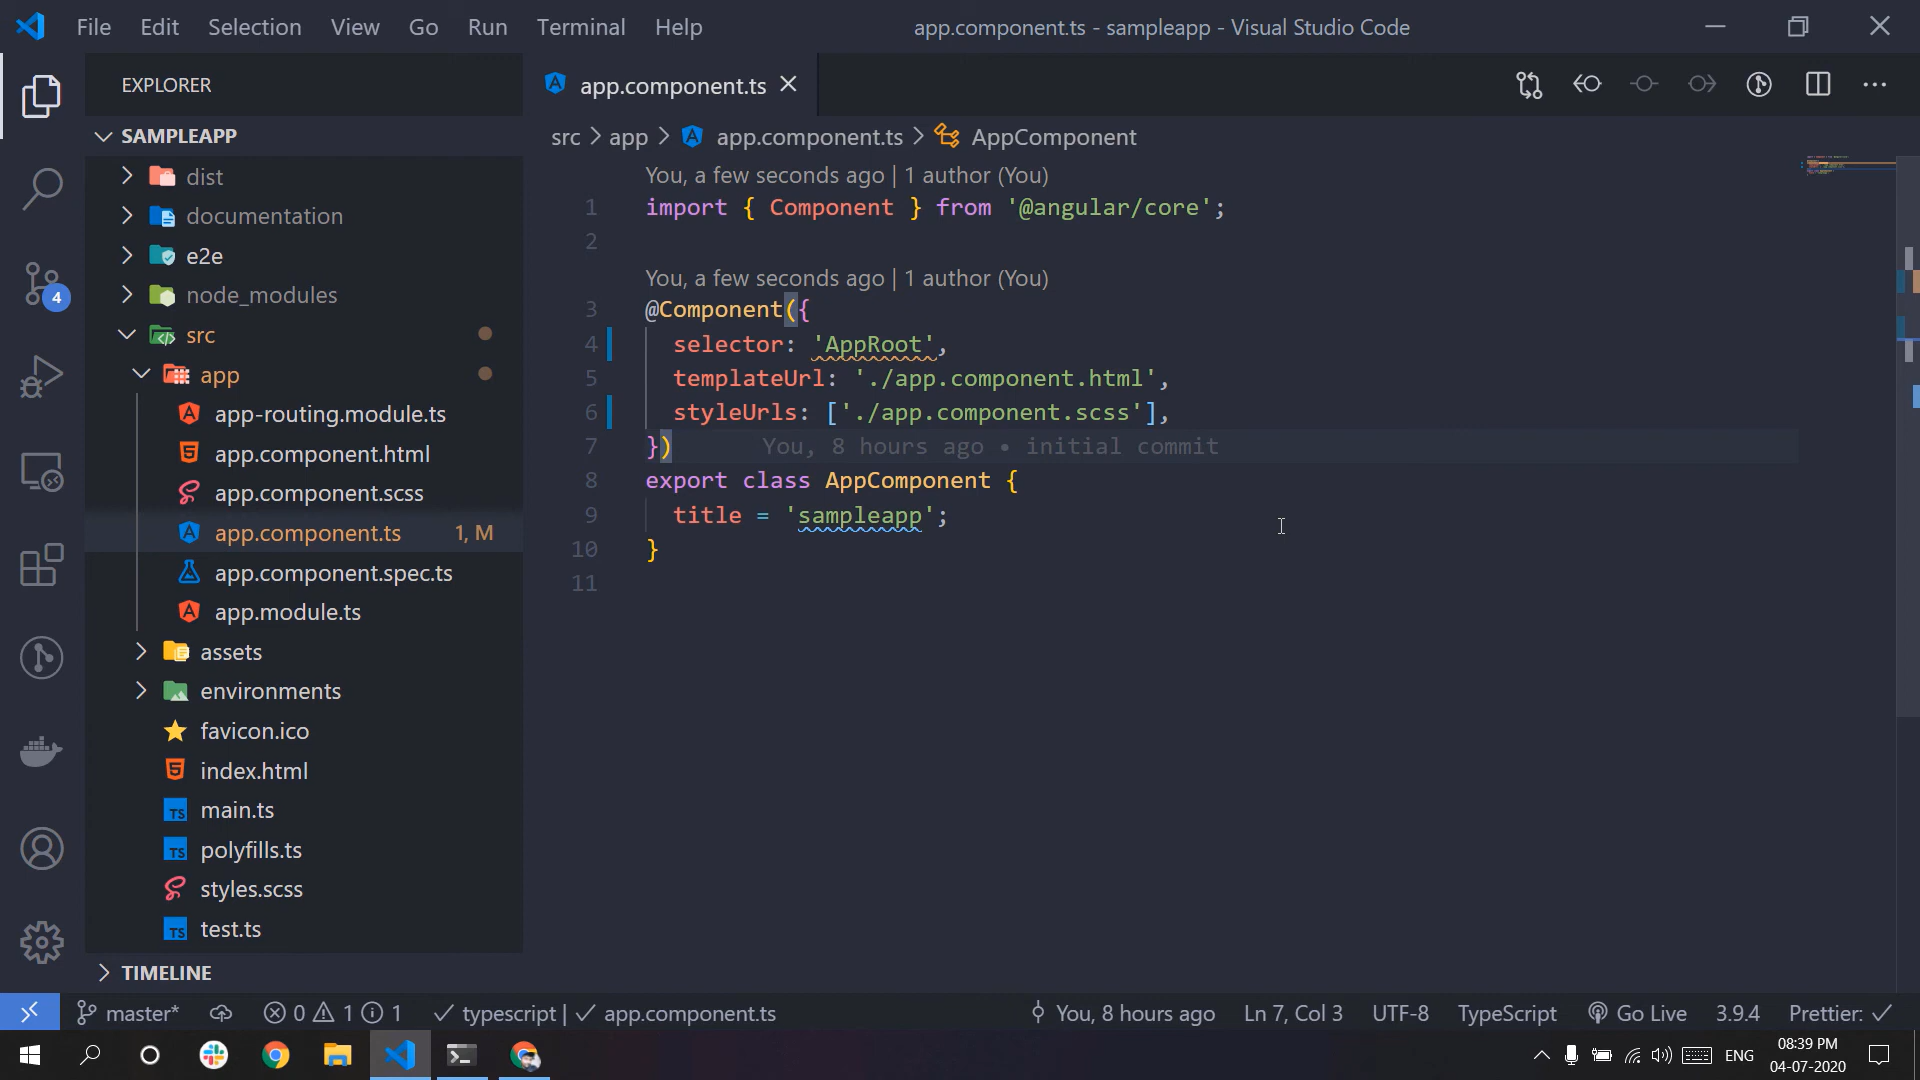 File Edit Selection View Go Run Terminal Help
app.component.ts - sampleapp - Visual Studio Code
EXPLORER
SAMPLEAPP
dist
documentation
e2e
node_modules
src
app
app-routing.module.ts
app.component.html
app.component.scss
app.component.ts 1, M
app.component.spec.ts
app.module.ts
assets
environments
favicon.ico
index.html
main.ts
polyfills.ts
styles.scss
test.ts
TIMELINE
4
app.component.ts
src > app > app.component.ts > AppComponent
You, a few seconds ago | 1 author (You)
1 import { Component } from '@angular/core';
2
You, a few seconds ago | 1 author (You)
3 @Component({
4 selector: 'AppRoot',
5 templateUrl: './app.component.html',
6 styleUrls: ['./app.component.scss'],
7 }) You, 8 hours ago • initial commit
8 export class AppComponent {
9 title = 'sampleapp';
10 }
11
master* 0 1 1 typescript | app.component.ts You, 8 hours ago Ln 7, Col 3 UTF-8 TypeScript Go Live 3.9.4 Prettier: ✓
ENG
08:39 PM
04-07-2020